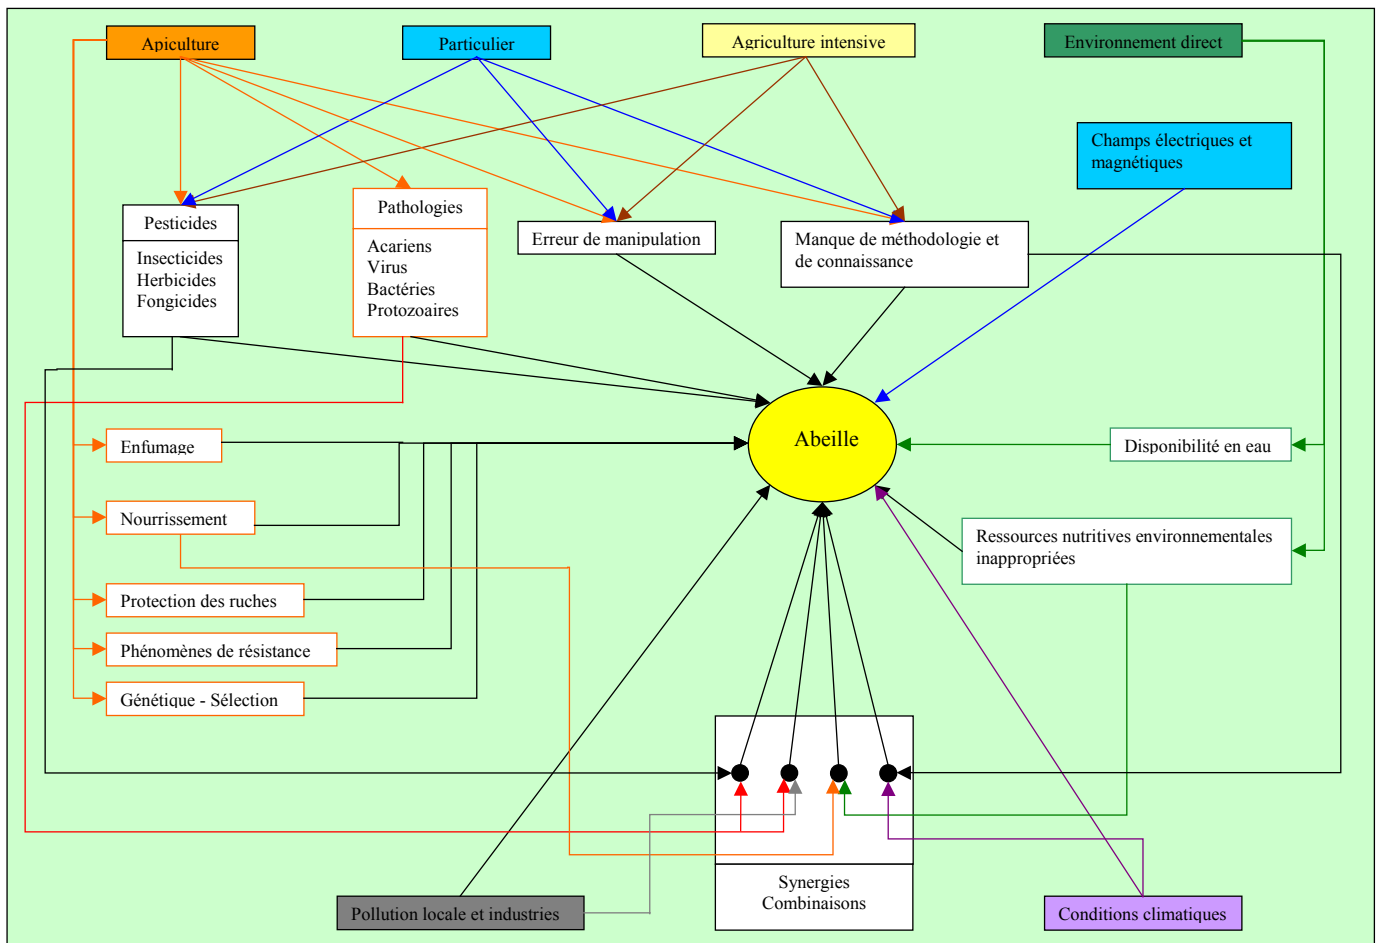 Apiculture
Particulier
Agriculture intensive
Environnement direct
Champs électriques et
magnétiques
Pesticides
Insecticides
Herbicides
Fongicides
Pathologies
Acariens
Virus
Bactéries
Protozoaires
Erreur de manipulation
Manque de méthodologie et
de connaissance
Abeille
Enfumage
Disponibilité en eau
Nourrissement
Ressources nutritives environnementales
inappropriées
Protection des ruches
Phénomènes de résistance
Génétique - Sélection
Synergies
Combinaisons
Pollution locale et industries
Conditions climatiques